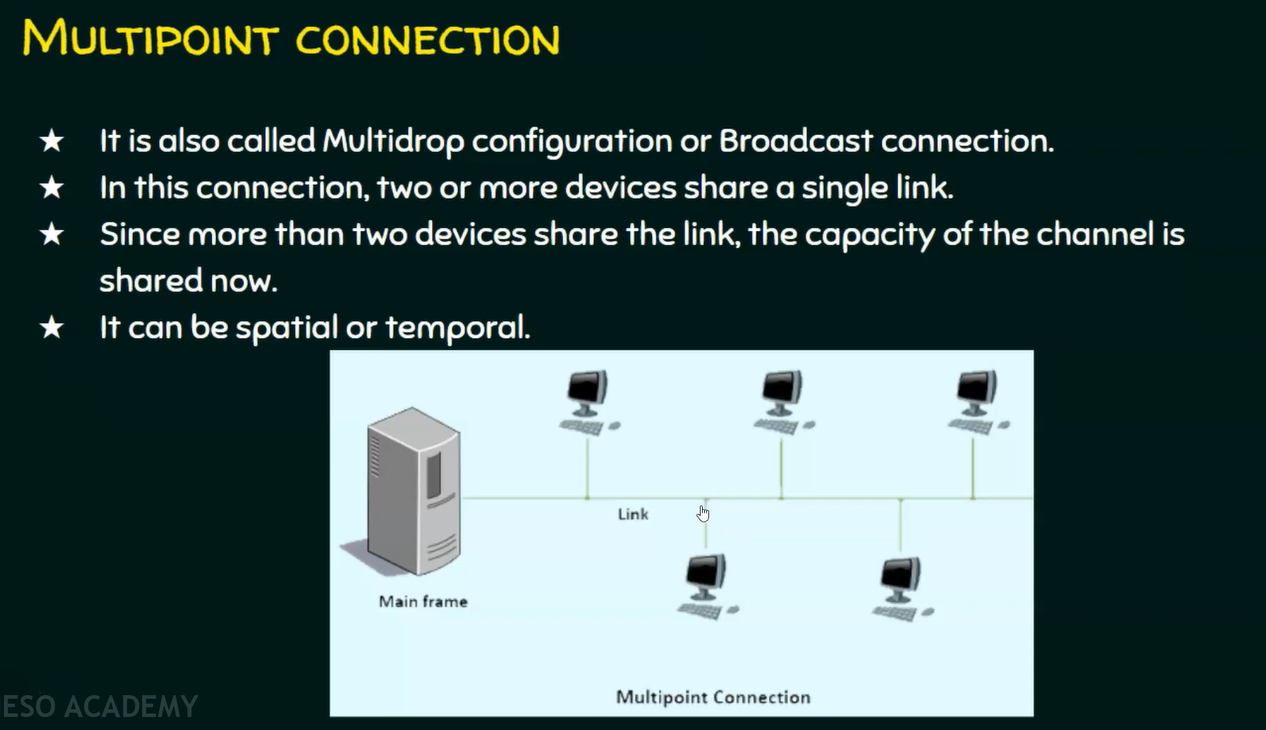 MULTIPOINT CONNECTION
★ It is also called Multidrop configuration or Broadcast connection.
★ In this connection, two or more devices share a single link.
★ Since more than two devices share the link, the capacity of the channel is
shared now.
★ It can be spatial or temporal.
Link
Main frame
Multipoint Connection
ESO ACADEMY